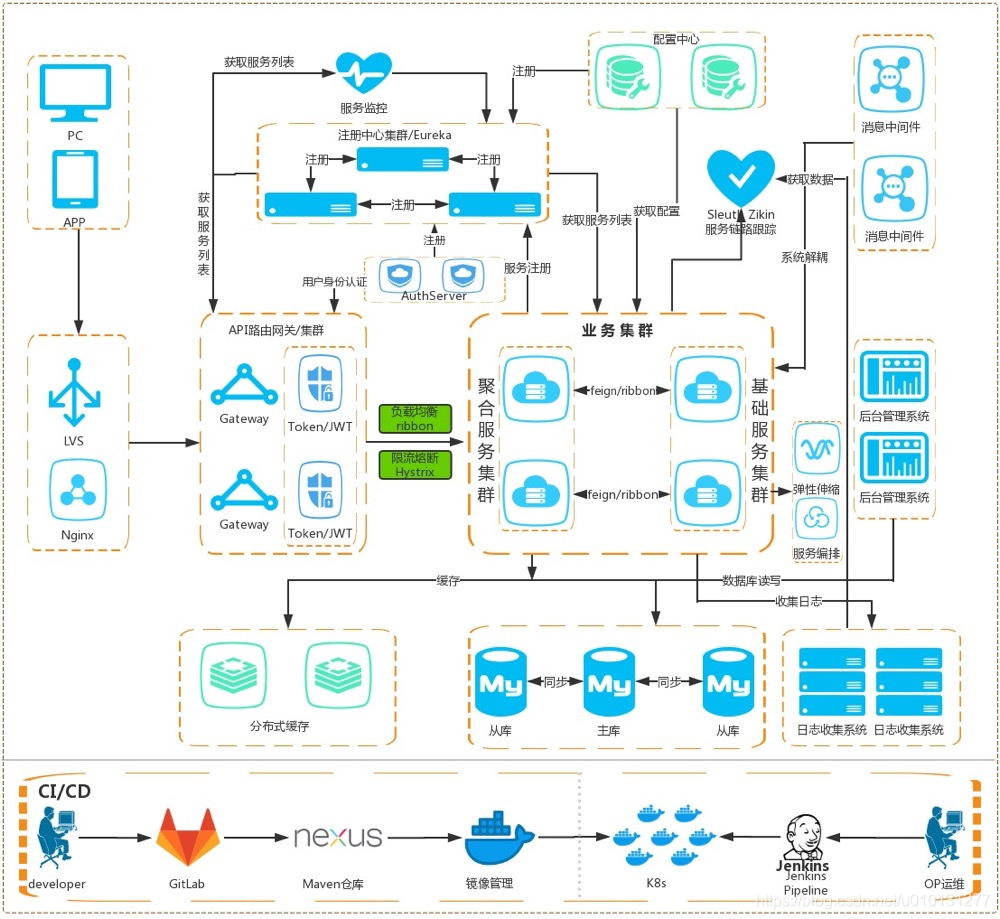 配置中心
获取服务列表
注册
服务监控
消息中间件
注册中心集群/Eureka
PC
注册
注册
注册
获取数据
获取服务列表
获取服务列表
获取配置
Sleuth Zikin
服务链路跟踪
消息中间件
APP
注册
服务注册
系统解耦
用户身份认证
AuthServer
API路由网关/集群
业务集群
Gateway
Token/JWT
聚合服务集群
feign/ribbon
基础服务集群
负载均衡
ribbon
后台管理系统
LVS
限流熔断
Hystrix
feign/ribbon
弹性伸缩
后台管理系统
Nginx
Gateway
Token/JWT
服务编排
缓存
数据库读写
收集日志
My
同步
My
同步
My
分布式缓存
从库
主库
从库
日志收集系统
日志收集系统
CI/CD
nexus
Jenkins
developer
GitLab
Maven仓库
镜像管理
K8s
Jenkins
Pipeline
OP运维
https://blog.csdn.net/u010131277